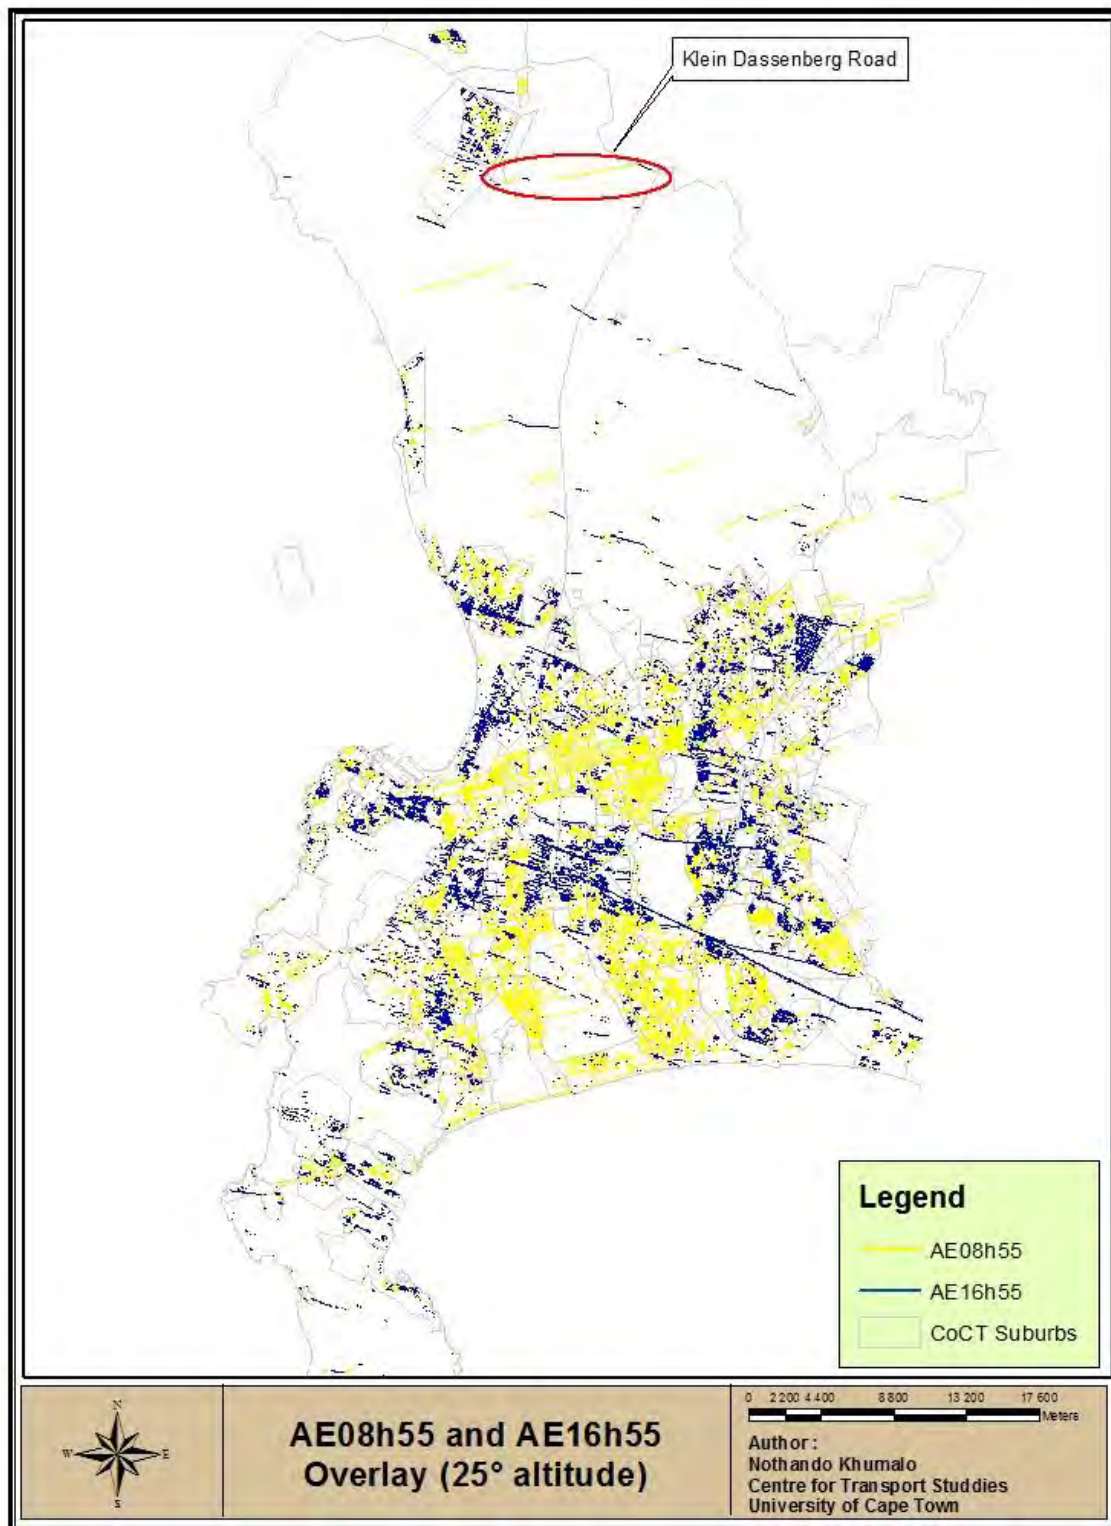 Klein Dassenberg Road
Legend
AE08h55
AE16h55
CoCT Suburbs
N
W
E
S
AE08h55 and AE16h55
Overlay (25° altitude)
0 2 200 4 400 8 800 13 200 17 600
Meters
Author :
Nothando Khumalo
Centre for Transport Studdies
University of Cape Town